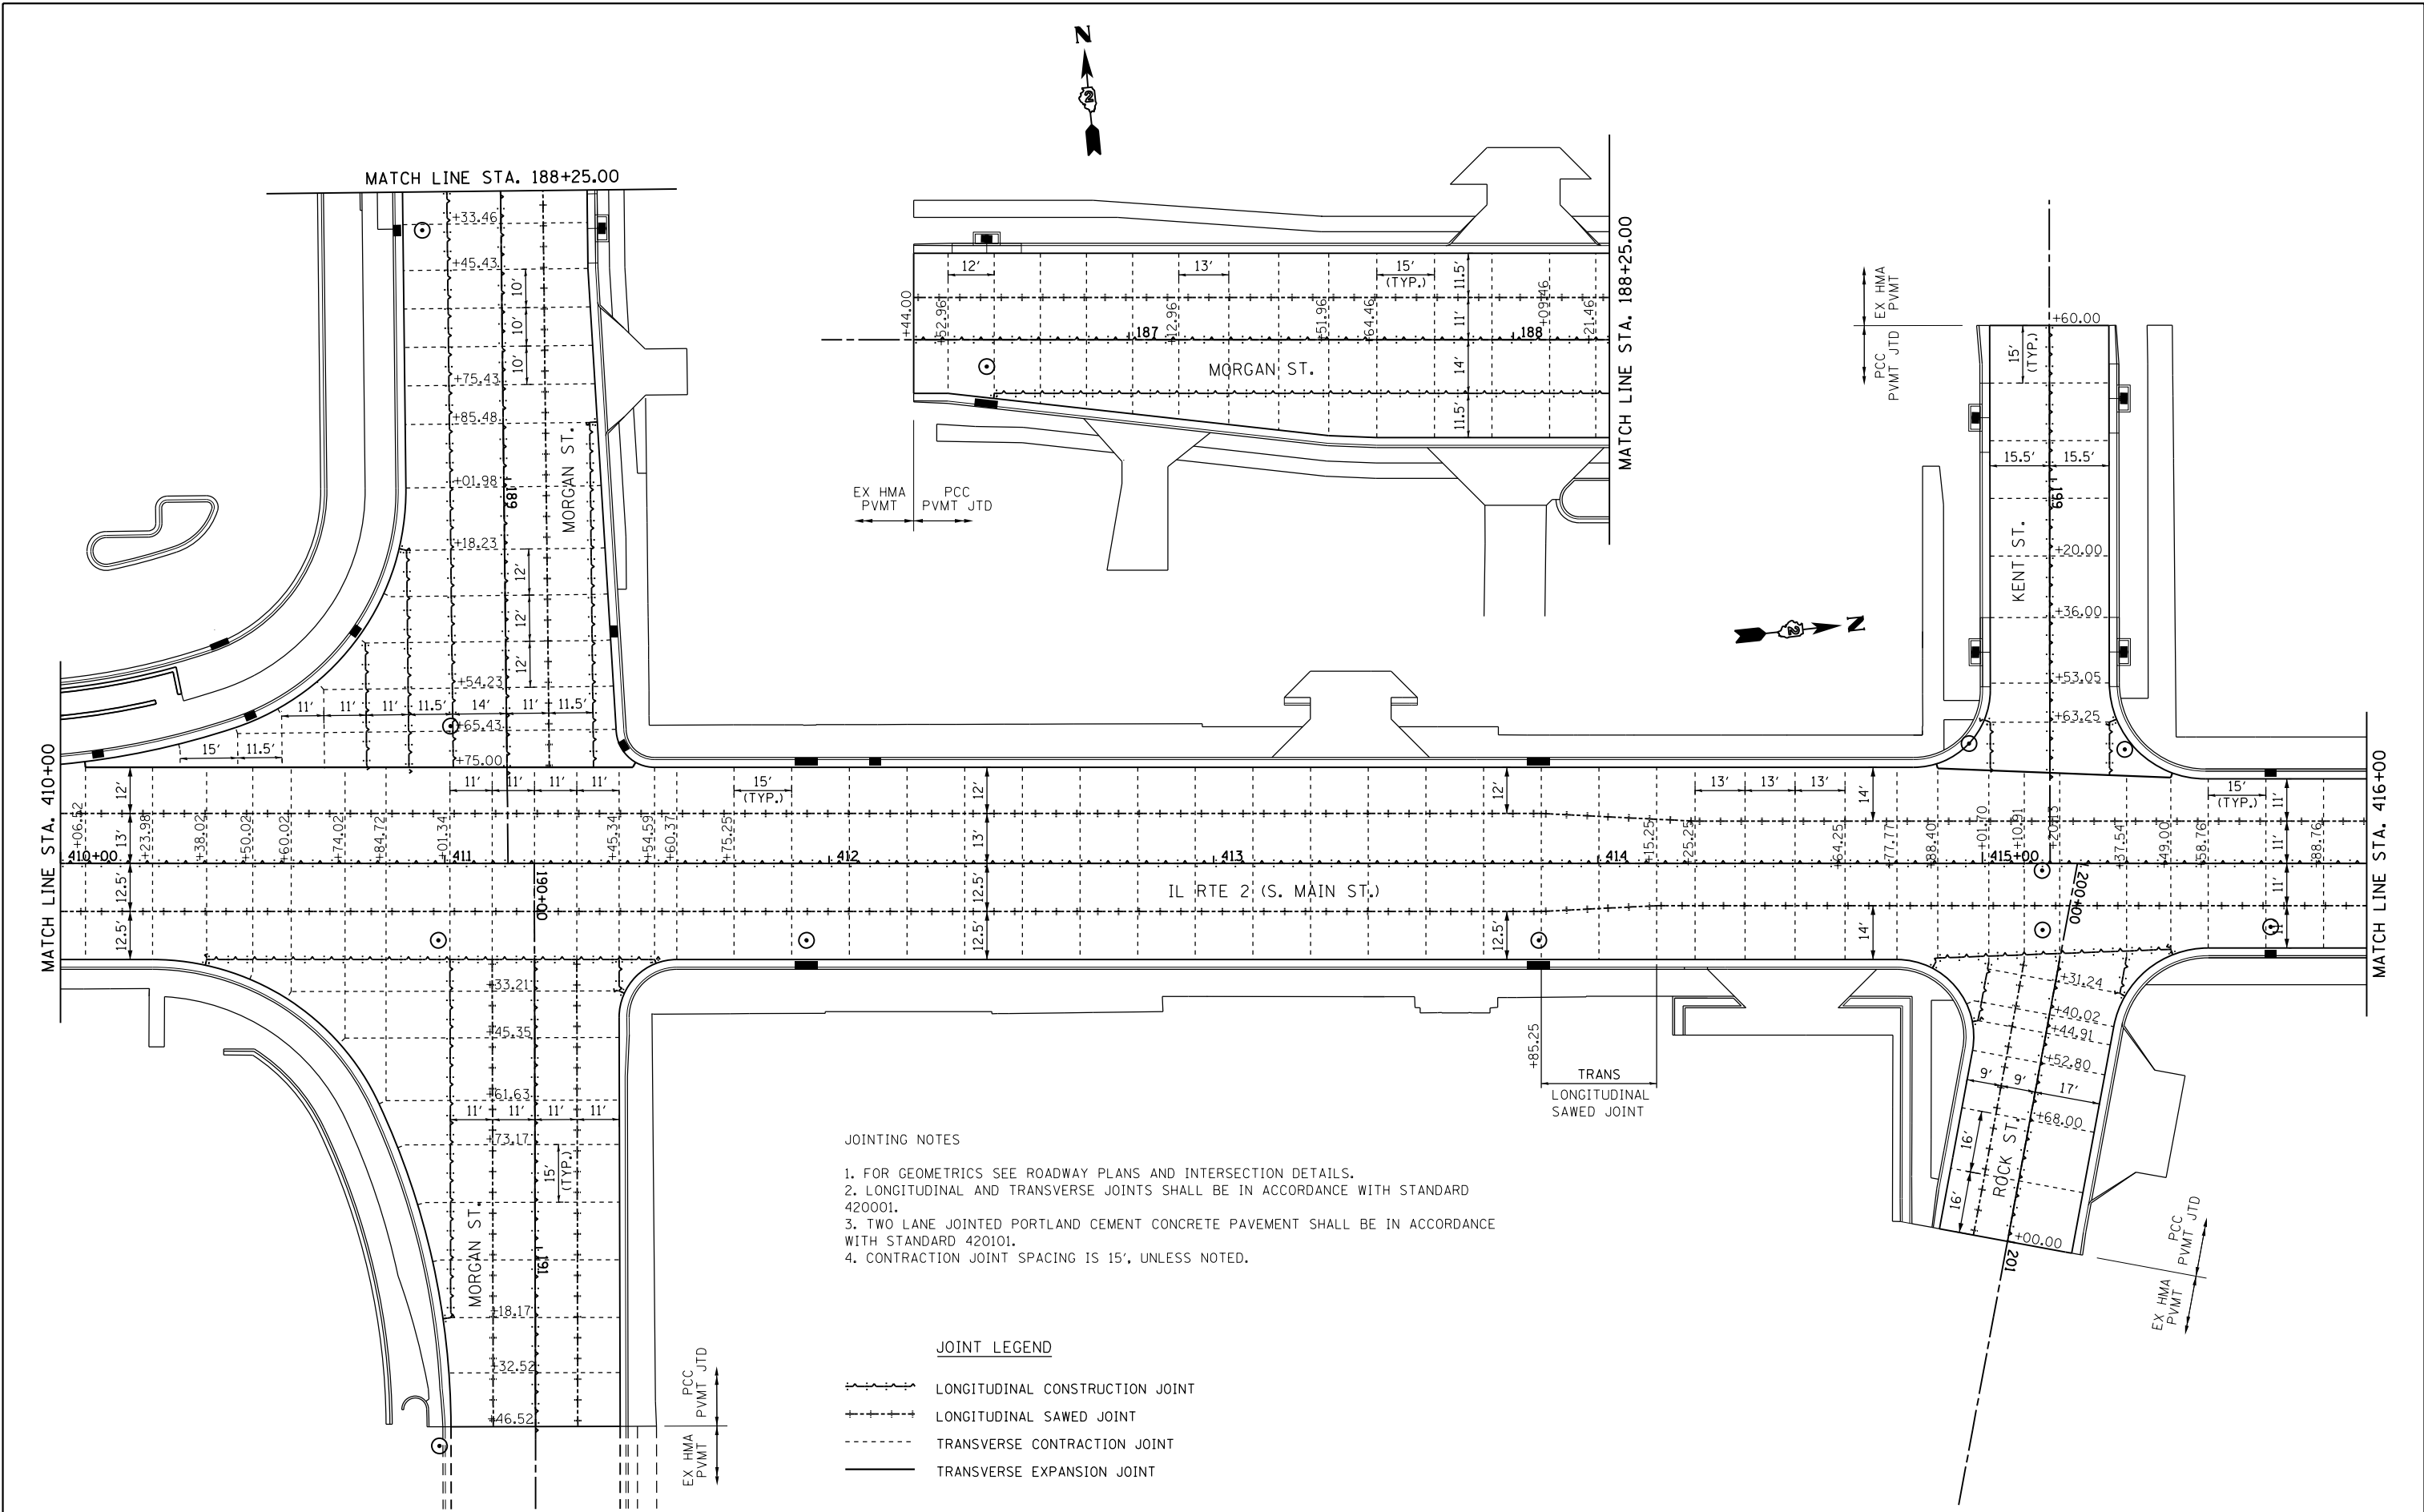 N
2
MATCH LINE STA. 188+25.00
+33.46
+45.43
10'
10'
10'
+75.43
+85.48
MORGAN ST.
+01.98
189
+18.23
12'
12'
12'
+54.23
11'
11'
11'
11.5'
14'
11'
11.5'
+65.43
15'
11.5'
+75.00
+44.00
+52.96
12'
187
+12.96
13'
+51.96
+64.46
15'
(TYP.)
11.5'
11'
14'
11.5'
188
+09.46
+21.46
MORGAN ST.
MATCH LINE STA. 188+25.00
EX HMA
PVMT
PCC
PVMT JTD
EX HMA
PVMT
PCC
PVMT JTD
+60.00
15'
(TYP.)
15.5'
15.5'
199
KENT ST.
+20.00
+36.00
+53.05
+63.25
N
2
MATCH LINE STA. 410+00
12'
13'
12.5'
12.5'
410+00
+06.52
+23.98
+38.02
+50.02
+60.02
+74.02
+84.72
+01.34
411
11'
11'
11'
11'
190+00
+45.34
+54.59
+60.37
+75.25
15'
(TYP.)
412
12'
13'
12.5'
12.5'
413
IL RTE 2 (S. MAIN ST.)
12'
12.5'
414
+15.25
+25.25
13'
13'
13'
14'
14'
+64.25
+77.77
+88.40
+01.70
415+00
+10.91
+20.13
+37.54
+49.00
+58.76
15'
(TYP.)
+88.76
11'
11'
11'
11'
MATCH LINE STA. 416+00
200+00
+33.21
+45.35
+61.63
11'
11'
11'
11'
+73.17
15'
(TYP.)
MORGAN ST.
191
+18.17
+32.52
+46.52
PCC
PVMT JTD
EX HMA
PVMT
+85.25
TRANS
LONGITUDINAL
SAWED JOINT
+31.24
+40.02
+44.91
+52.80
9'
9'
17'
+68.00
16'
16'
ROCK ST.
+00.00
201
PCC
PVMT JTD
EX HMA
PVMT
JOINTING NOTES
1. FOR GEOMETRICS SEE ROADWAY PLANS AND INTERSECTION DETAILS.
2. LONGITUDINAL AND TRANSVERSE JOINTS SHALL BE IN ACCORDANCE WITH STANDARD
420001.
3. TWO LANE JOINTED PORTLAND CEMENT CONCRETE PAVEMENT SHALL BE IN ACCORDANCE
WITH STANDARD 420101.
4. CONTRACTION JOINT SPACING IS 15', UNLESS NOTED.
JOINT LEGEND
LONGITUDINAL CONSTRUCTION JOINT
LONGITUDINAL SAWED JOINT
TRANSVERSE CONTRACTION JOINT
TRANSVERSE EXPANSION JOINT